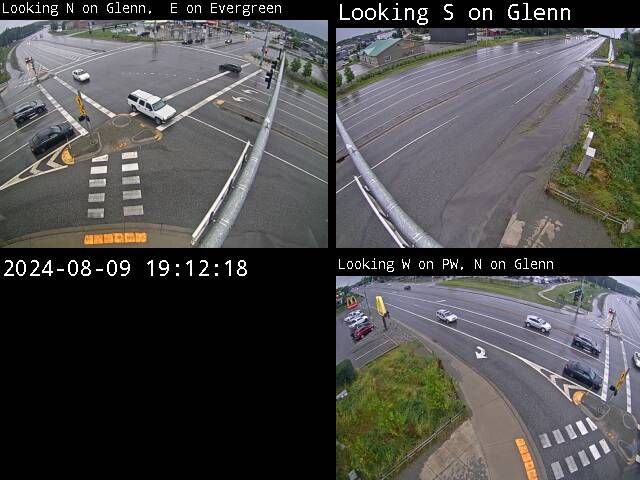 Looking N on Glenn,  E on Evergreen
Looking S on Glenn
2024-08-09 19:12:18
Looking W on PW, N on Glenn